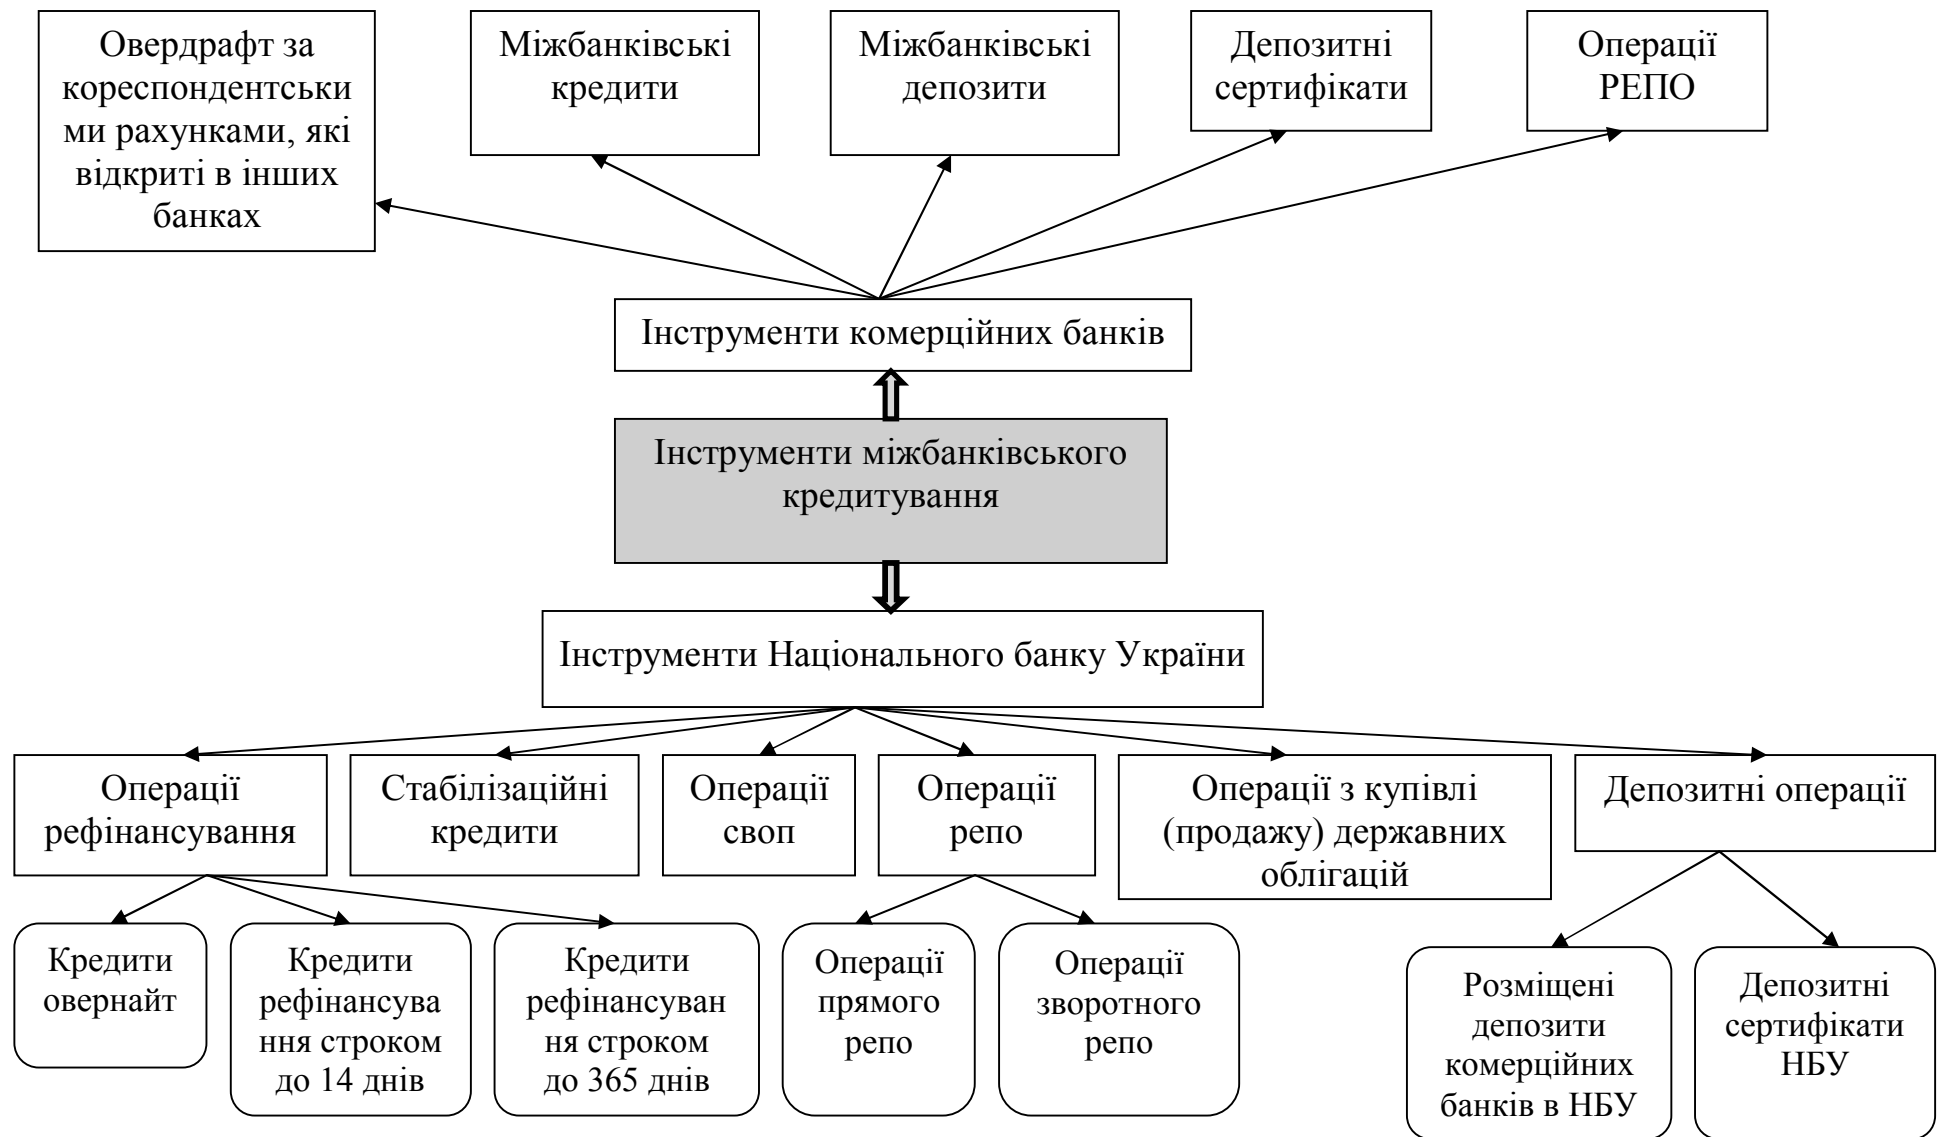 Овердрафт за
кореспондентськи
ми рахунками, які
відкриті в інших
банках
Міжбанківські
кредити
Міжбанківські
депозити
Депозитні
сертифікати
Операції
РЕПО
Інструменти комерційних банків
Інструменти міжбанківського
кредитування
Інструменти Національного банку України
Операції
рефінансування
Стабілізаційні
кредити
Операції
своп
Операції
репо
Операції з купівлі
(продажу) державних
облігацій
Депозитні операції
Кредити
овернайт
Кредити
рефінансува
ння строком
до 14 днів
Кредити
рефінансуван
ня строком
до 365 днів
Операції
прямого
репо
Операції
зворотного
репо
Розміщені
депозити
комерційних
банків в НБУ
Депозитні
сертифікати
НБУ